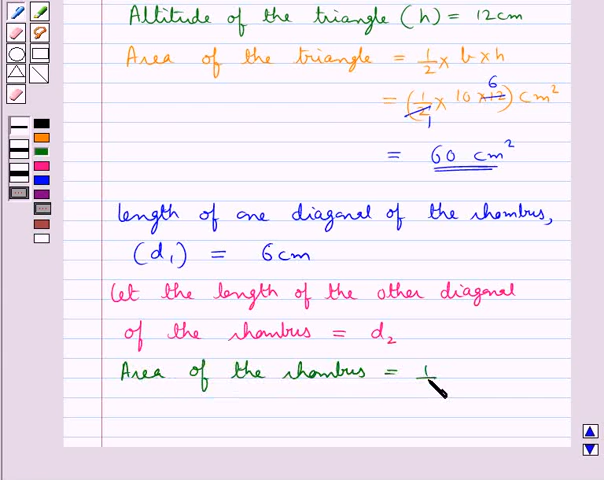 Altitude of the triangle (h) = 12cm
Area of the triangle = 1/2 × b × h
= (1/2 × 10 × 12) cm²
6
1
= 60 cm²
length of one diagonal of the rhombus,
(d₁) = 6cm
Let the length of the other diagonal
of the rhombus = d₂
Area of the rhombus = 1